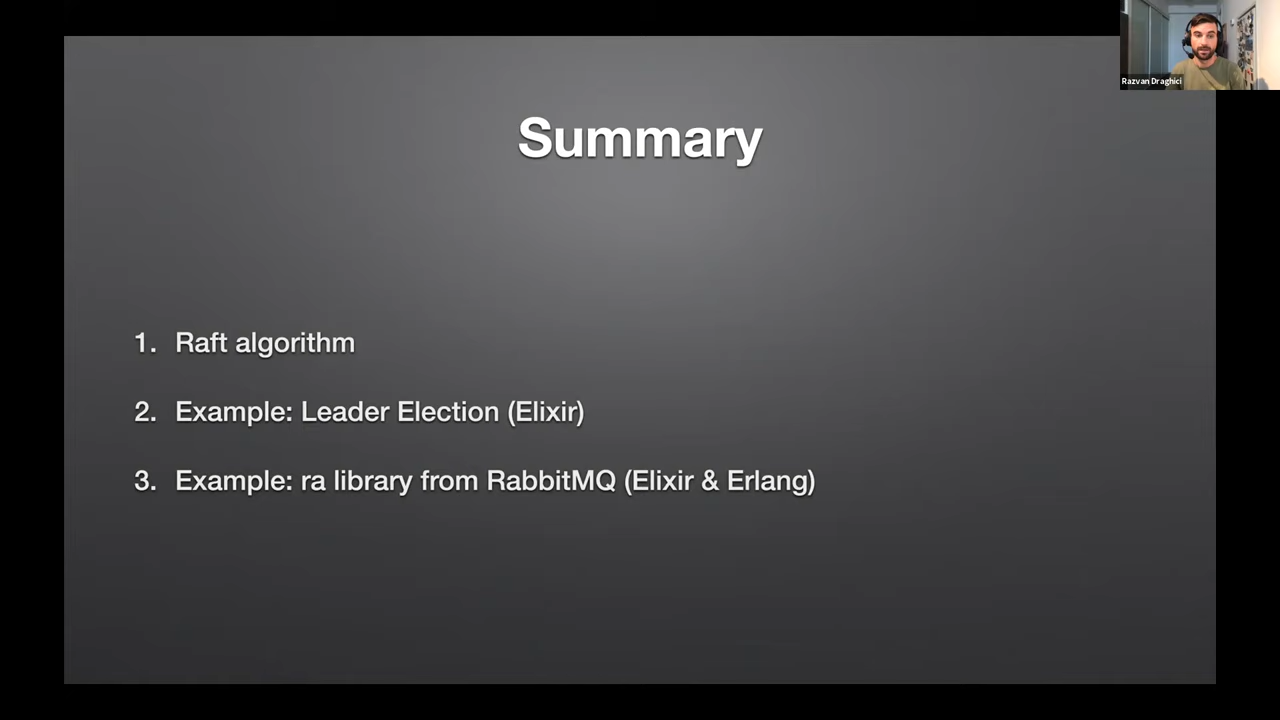 Razvan Draghici
Summary
1. Raft algorithm
2. Example: Leader Election (Elixir)
3. Example: ra library from RabbitMQ (Elixir & Erlang)